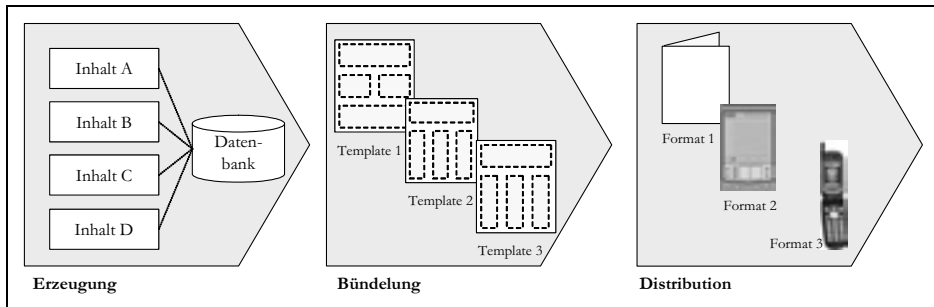 Inhalt A
Inhalt B
Inhalt C
Inhalt D
Daten-
bank
Erzeugung
Template 1
Template 2
Template 3
Bündelung
Format 1
Format 2
Format 3
Distribution